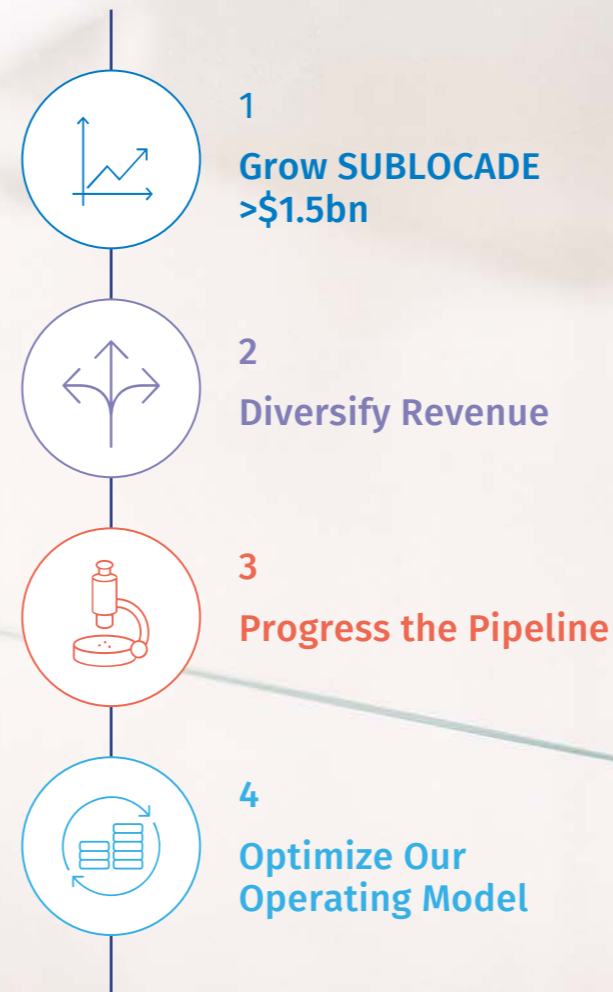 1
Grow SUBLOCADE
>$1.5bn
2
Diversify Revenue
3
Progress the Pipeline
4
Optimize Our
Operating Model